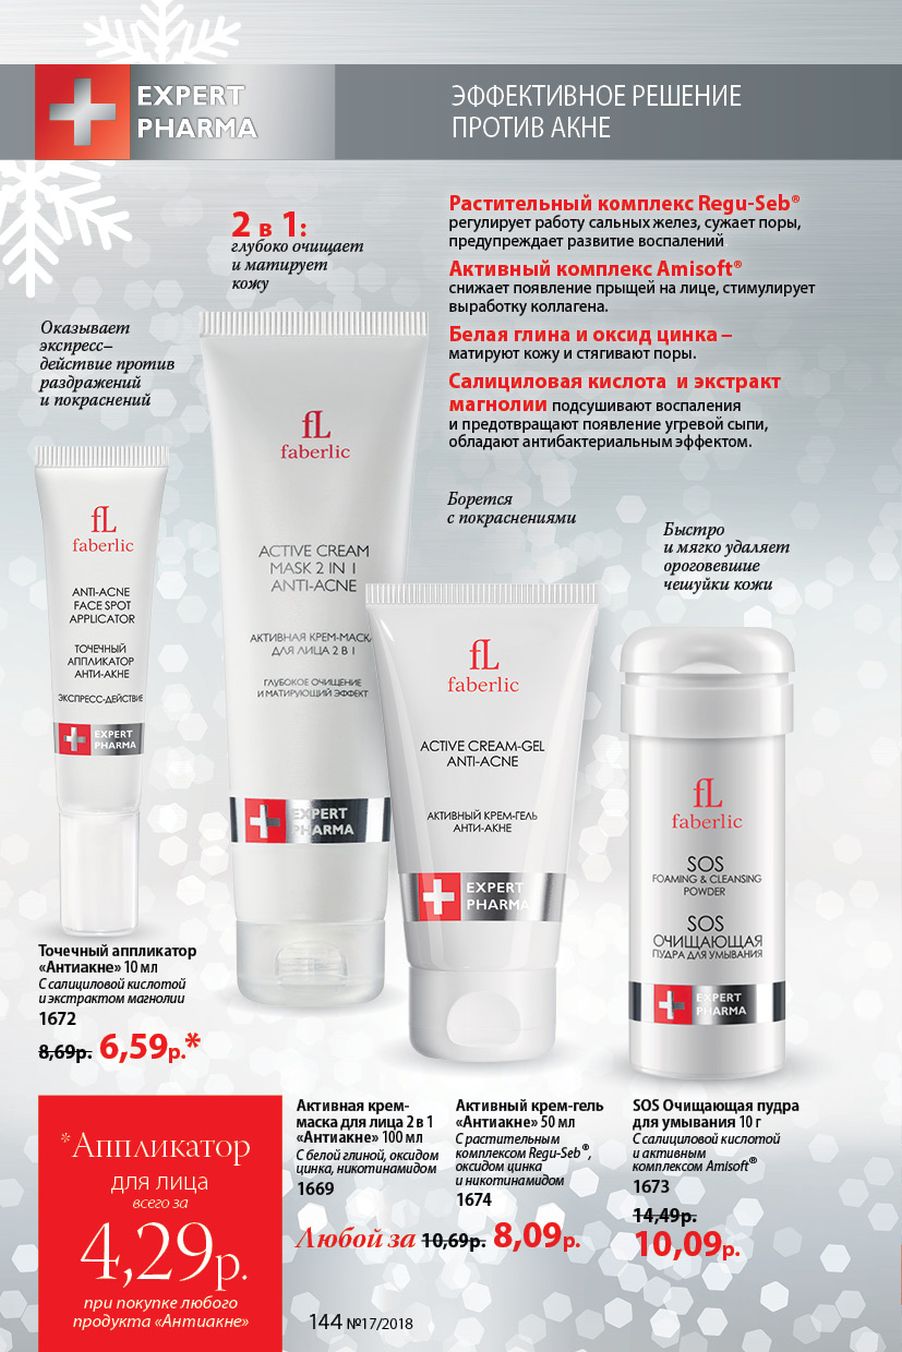 EXPERT
PHARMA
ЭФФЕКТИВНОЕ РЕШЕНИЕ
ПРОТИВ АКНЕ
Растительный комплекс Regu-Seb®
регулирует работу сальных желез, сужает поры,
предупреждает развитие воспалений
Активный комплекс Amisoft®
снижает появление прыщей на лице, стимулирует
выработку коллагена.
Белая глина и оксид цинка –
матируют кожу и стягивают поры.
Салициловая кислота и экстракт
магнолии подсушивают воспаления
и предотвращают появление угревой сыпи,
обладают антибактериальным эффектом.
2 в 1:
глубоко очищает
и матирует
кожу
Оказывает
экспресс–
действие против
раздражений
и покраснений
Борется
с покраснениями
Быстро
и мягко удаляет
ороговевшие
чешуйки кожи
fL
faberlic
ANTI-ACNE
FACE SPOT
APPLICATOR
ТОЧЕЧНЫЙ
АППЛИКАТОР
АНТИ-АКНЕ
ЭКСПРЕСС-ДЕЙСТВИЕ
EXPERT
PHARMA
fL
faberlic
ACTIVE CREAM
MASK 2 IN 1
ANTI-ACNE
АКТИВНАЯ КРЕМ-МАСКА
ДЛЯ ЛИЦА 2 В 1
ГЛУБОКОЕ ОЧИЩЕНИЕ
И МАТИРУЮЩИЙ ЭФФЕКТ
EXPERT
PHARMA
fL
faberlic
ACTIVE CREAM-GEL
ANTI-ACNE
АКТИВНЫЙ КРЕМ-ГЕЛЬ
АНТИ-АКНЕ
EXPERT
PHARMA
fL
faberlic
SOS
FOAMING & CLEANSING
POWDER
SOS
ОЧИЩАЮЩАЯ
ПУДРА ДЛЯ УМЫВАНИЯ
EXPERT
PHARMA
Точечный аппликатор
«Антиакне» 10 мл
С салициловой кислотой
и экстрактом магнолии
1672
8,69р. 6,59р.*
*Аппликатор
для лица
всего за
4,29р.
при покупке любого
продукта «Антиакне»
Активная крем-
маска для лица 2 в 1
«Антиакне» 100 мл
С белой глиной, оксидом
цинка, никотинамидом
1669
Активный крем-гель
«Антиакне» 50 мл
С растительным
комплексом Regu-Seb®,
оксидом цинка
и никотинамидом
1674
Любой за 10,69р. 8,09р.
SOS Очищающая пудра
для умывания 10 г
С салициловой кислотой
и активным
комплексом Amisoft®
1673
14,49р.
10,09р.
144 №17/2018